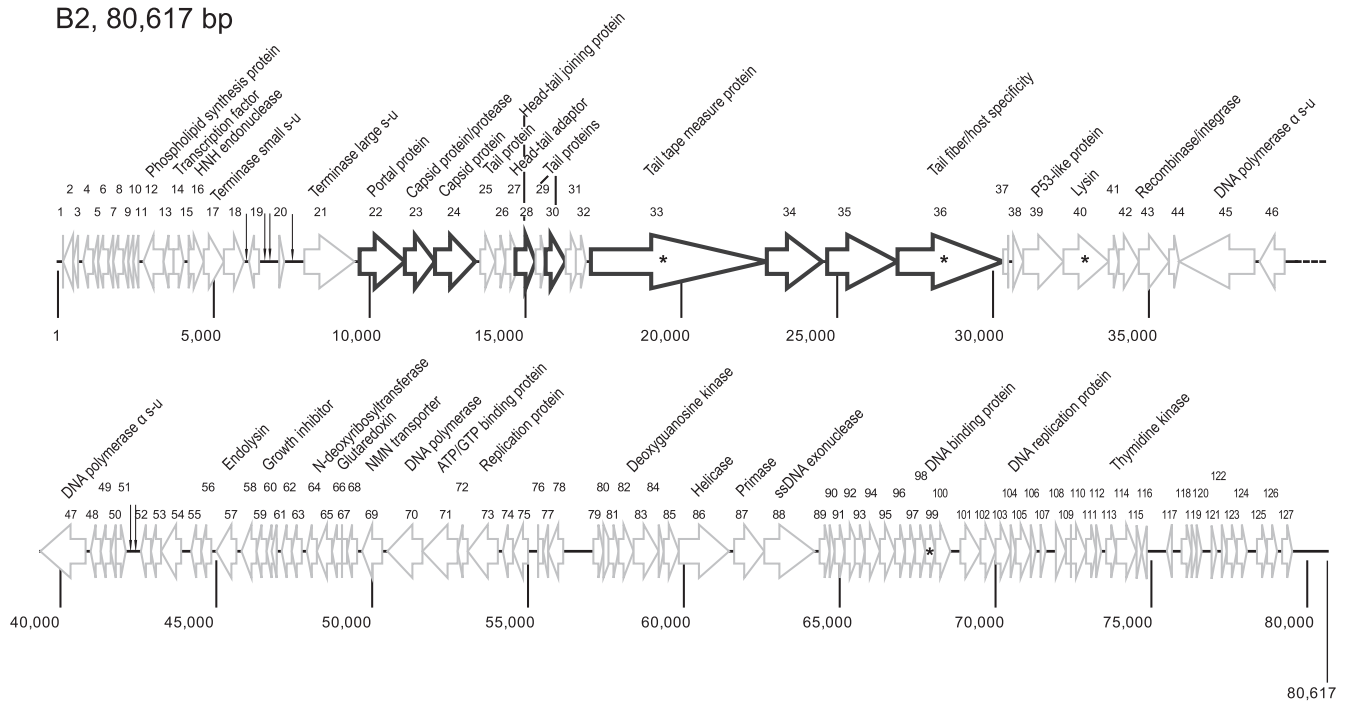 B2, 80,617 bp
Phospholipid synthesis protein
Transcription factor
HNH endonuclease
Terminase small s-u
Terminase large s-u
Portal protein
Capsid protein/protease
Capsid protein
Tail protein
Head-tail adaptor
Head-tail joining protein
Tail proteins
Tail tape measure protein
Tail fiber/host specificity
P53-like protein
Lysin
Recombinase/integrase
DNA polymerase α s-u
2 4 6 8 10 12 14 16 25 27 29 31 37 41
1 3 5 7 9 11 13 15 17 18 19 20 21 22 23 24 26 28 30 32 33 34 35 36 38 39 40 42 43 44 45 46
* * *
1 5,000 10,000 15,000 20,000 25,000 30,000 35,000
DNA polymerase α s-u
Endolysin
Growth inhibitor
N-deoxyribosyltransferase
Glutaredoxin
NMN transporter
DNA polymerase
ATP/GTP binding protein
Replication protein
Deoxyguanosine kinase
Helicase
Primase
ssDNA exonuclease
DNA binding protein
DNA replication protein
Thymidine kinase
98 122
49 51 56 58 60 62 64 66 68 72 76 78 80 82 84 90 92 94 96 100 104 106 108 110 112 114 116 118 120 124 126
47 48 50 52 53 54 55 57 59 61 63 65 67 69 70 71 73 74 75 77 79 81 83 85 86 87 88 89 91 93 95 97 99 101 102 103 105 107 109 111 113 115 117 119 121 123 125 127
*
40,000 45,000 50,000 55,000 60,000 65,000 70,000 75,000 80,000
80,617